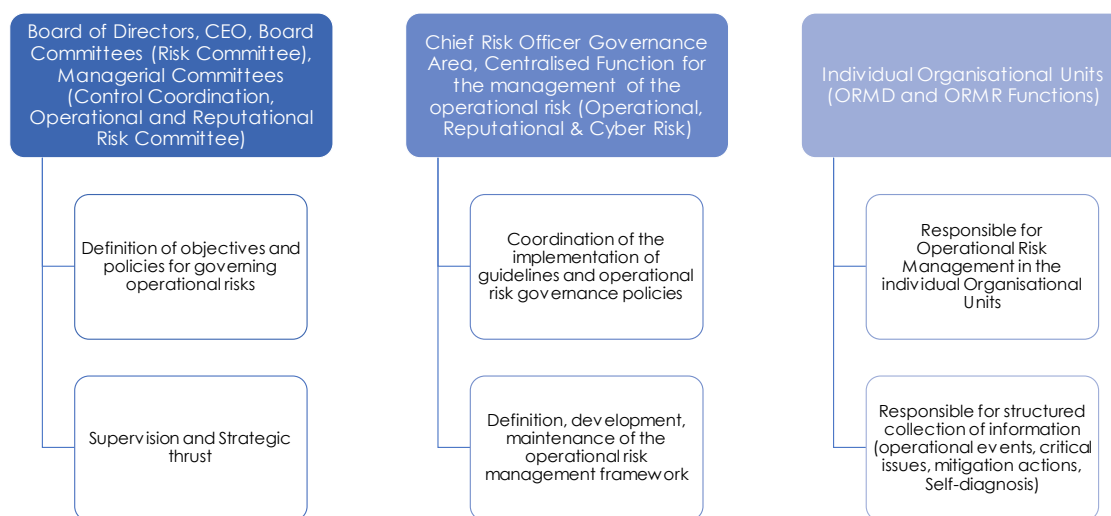 Board of Directors, CEO, Board
Committees (Risk Committee),
Managerial Committees
(Control Coordination,
Operational and Reputational
Risk Committee)
Definition of objectives and
policies for governing
operational risks
Supervision and Strategic
thrust
Chief Risk Officer Governance
Area, Centralised Function for
the management of the
operational risk (Operational,
Reputational & Cyber Risk)
Coordination of the
implementation of
guidelines and operational
risk governance policies
Definition, development,
maintenance of the
operational risk
management framework
Individual Organisational Units
(ORMD and ORMR Functions)
Responsible for
Operational Risk
Management in the
individual Organisational
Units
Responsible for structured
collection of information
(operational events, critical
issues, mitigation actions,
Self-diagnosis)